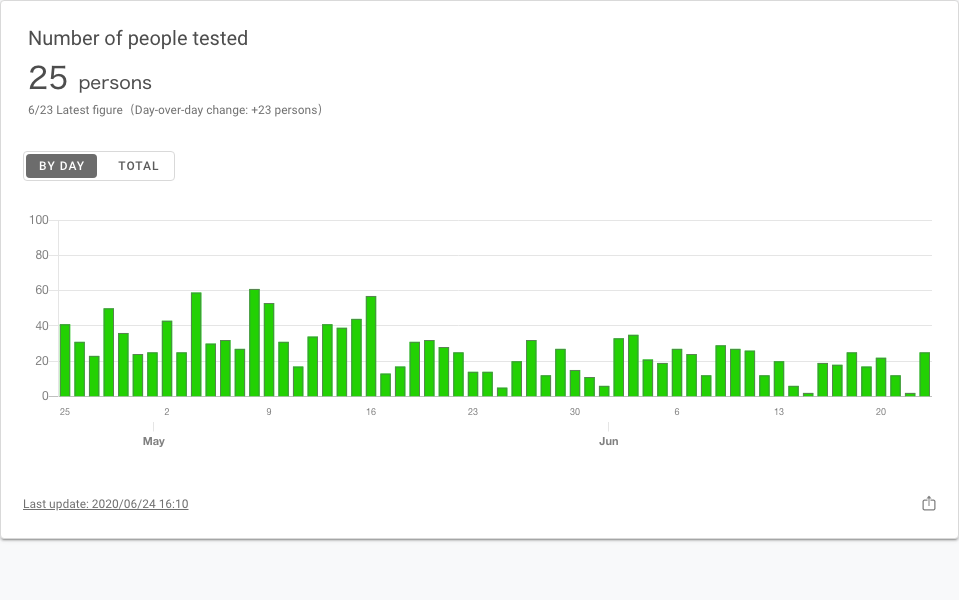 Number of people tested
25 persons
6/23 Latest figure（Day-over-day change: +23 persons）
BY DAY TOTAL
100
80
60
40
20
0
25 2 9 16 23 30 6 13 20
May Jun
Last update: 2020/06/24 16:10